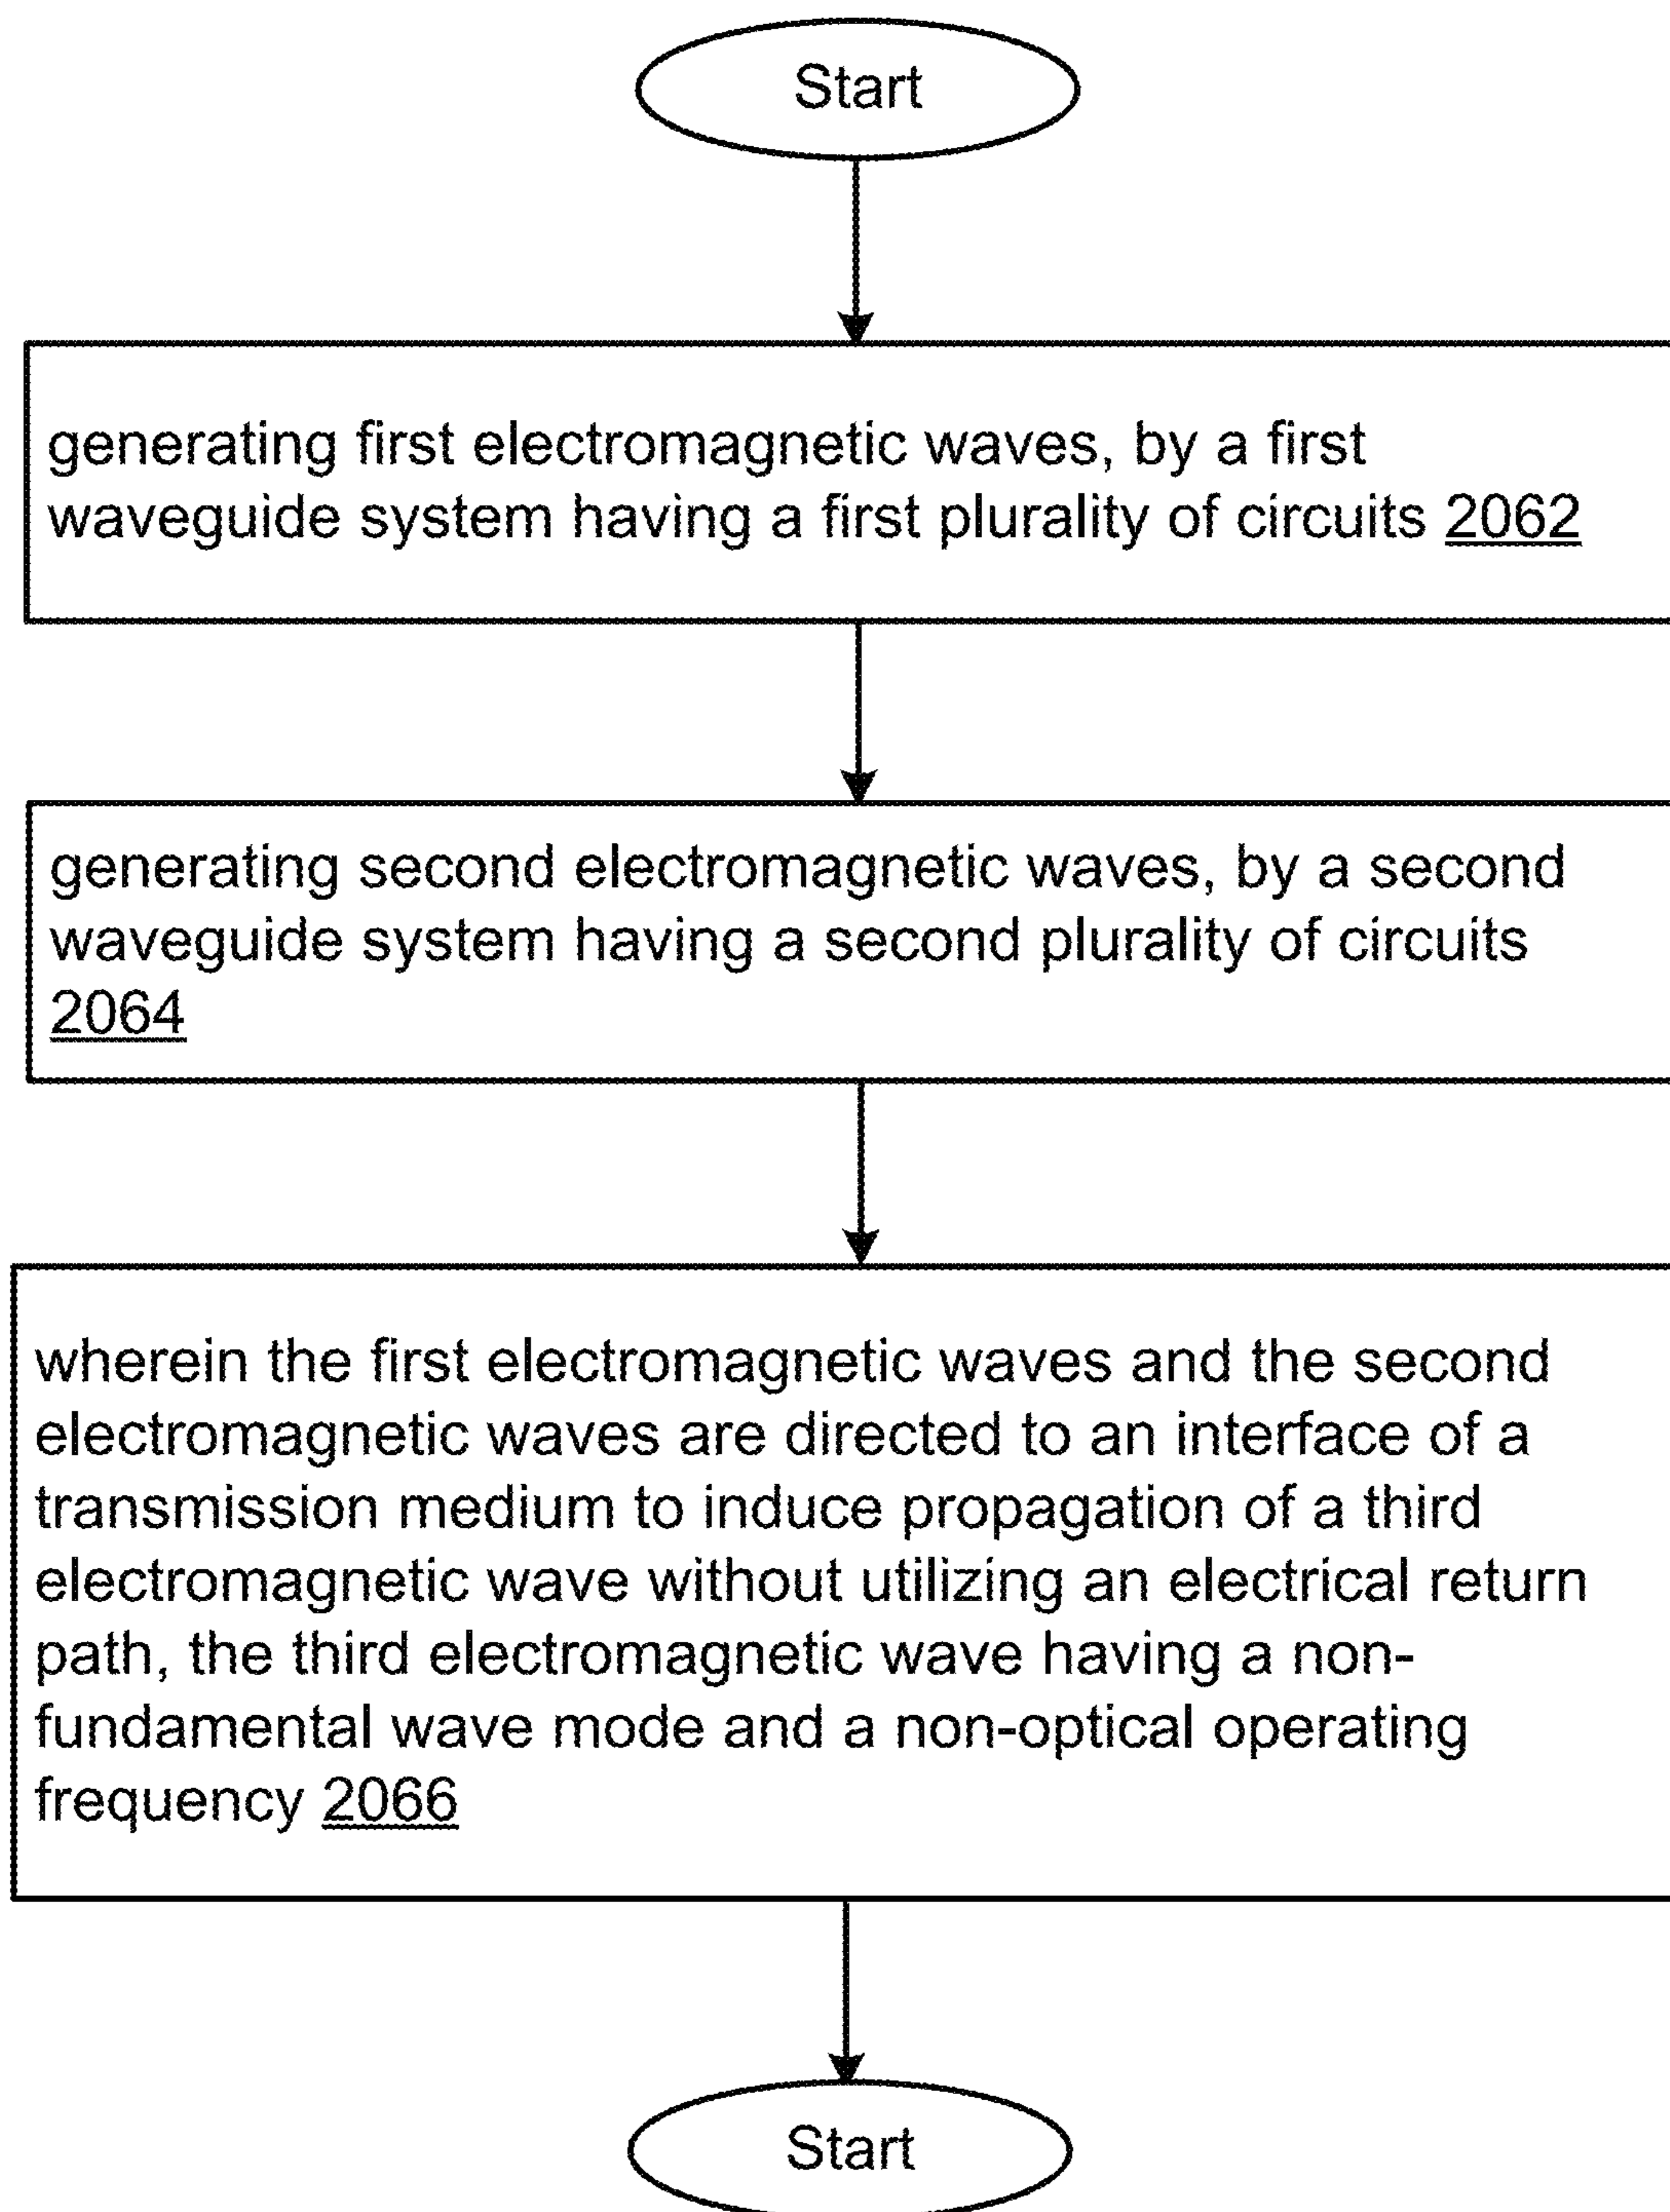 Start
generating first electromagnetic waves, by a first
waveguide system having a first plurality of circuits 2062
generating second electromagnetic waves, by a second
waveguide system having a second plurality of circuits
2064
wherein the first electromagnetic waves and the second
electromagnetic waves are directed to an interface of a
transmission medium to induce propagation of a third
electromagnetic wave without utilizing an electrical return
path, the third electromagnetic wave having a non-
fundamental wave mode and a non-optical operating
frequency 2066
Start